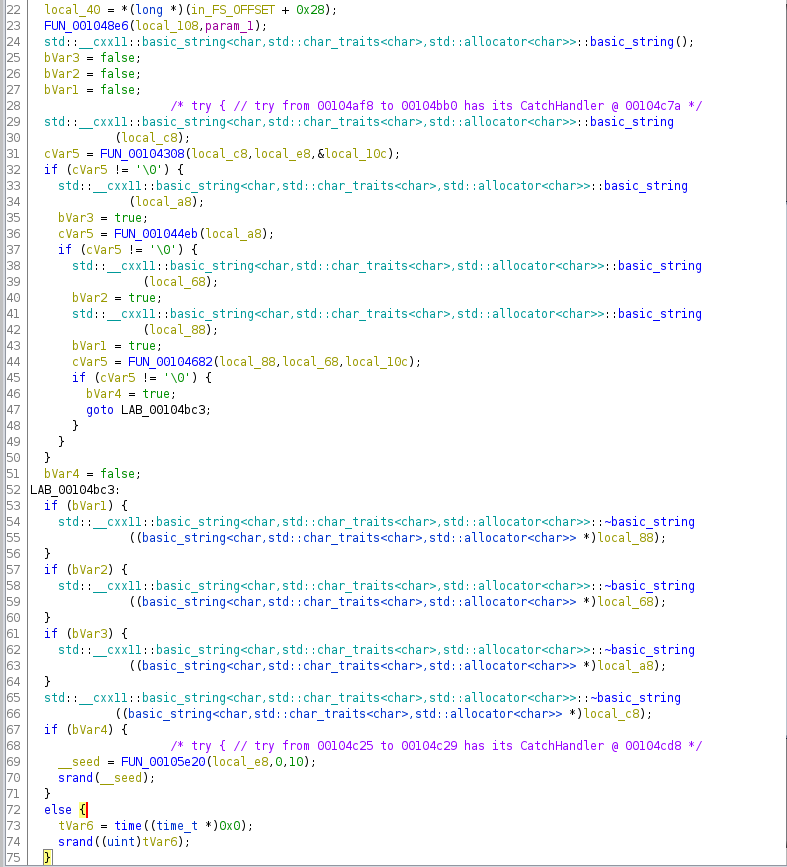 22 local_40 = *(long *)(in_FS_OFFSET + 0x28);
23 FUN_001048e6(local_108,param_1);
24 std::__cxx11::basic_string<char,std::char_traits<char>,std::allocator<char>>::basic_string();
25 bVar3 = false;
26 bVar2 = false;
27 bVar1 = false;
28 /* try { // try from 00104af8 to 00104bb0 has its CatchHandler @ 00104c7a */
29 std::__cxx11::basic_string<char,std::char_traits<char>,std::allocator<char>>::basic_string
30 (local_c8);
31 cVar5 = FUN_00104308(local_c8,local_e8,&local_10c);
32 if (cVar5 != '\0') {
33 std::__cxx11::basic_string<char,std::char_traits<char>,std::allocator<char>>::basic_string
34 (local_a8);
35 bVar3 = true;
36 cVar5 = FUN_001044eb(local_a8);
37 if (cVar5 != '\0') {
38 std::__cxx11::basic_string<char,std::char_traits<char>,std::allocator<char>>::basic_string
39 (local_68);
40 bVar2 = true;
41 std::__cxx11::basic_string<char,std::char_traits<char>,std::allocator<char>>::basic_string
42 (local_88);
43 bVar1 = true;
44 cVar5 = FUN_00104682(local_88,local_68,local_10c);
45 if (cVar5 != '\0') {
46 bVar4 = true;
47 goto LAB_00104bc3;
48 }
49 }
50 }
51 bVar4 = false;
52 LAB_00104bc3:
53 if (bVar1) {
54 std::__cxx11::basic_string<char,std::char_traits<char>,std::allocator<char>>::~basic_string
55 ((basic_string<char,std::char_traits<char>,std::allocator<char>> *)local_88);
56 }
57 if (bVar2) {
58 std::__cxx11::basic_string<char,std::char_traits<char>,std::allocator<char>>::~basic_string
59 ((basic_string<char,std::char_traits<char>,std::allocator<char>> *)local_68);
60 }
61 if (bVar3) {
62 std::__cxx11::basic_string<char,std::char_traits<char>,std::allocator<char>>::~basic_string
63 ((basic_string<char,std::char_traits<char>,std::allocator<char>> *)local_a8);
64 }
65 std::__cxx11::basic_string<char,std::char_traits<char>,std::allocator<char>>::~basic_string
66 ((basic_string<char,std::char_traits<char>,std::allocator<char>> *)local_c8);
67 if (bVar4) {
68 /* try { // try from 00104c25 to 00104c29 has its CatchHandler @ 00104cd8 */
69 __seed = FUN_00105e20(local_e8,0,10);
70 srand(__seed);
71 }
72 else {
73 tVar6 = time((time_t *)0x0);
74 srand((uint)tVar6);
75 }